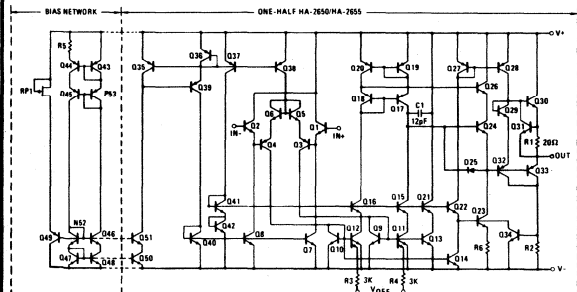 BIAS NETWORK
ONE-HALF HA-2650/HA-2655
V+
R5
Q44
Q43
Q35
Q36
Q37
Q38
Q20
Q19
Q27
Q28
RP1
Q45
P53
Q39
Q26
Q30
Q6
Q5
Q18
Q17
C1
12pF
Q29
Q31
R1
20Ω
IN-
Q2
Q1
IN+
Q4
Q3
Q24
OUT
D25
Q32
Q33
Q41
Q16
Q15
Q21
Q22
Q23
N52
Q42
Q49
Q46
Q51
Q40
Q8
Q7
Q10
Q12
Q9
Q11
Q13
Q34
R2
R6
Q47
Q48
Q50
Q14
V-
R3
3K
R4
3K
VOFF